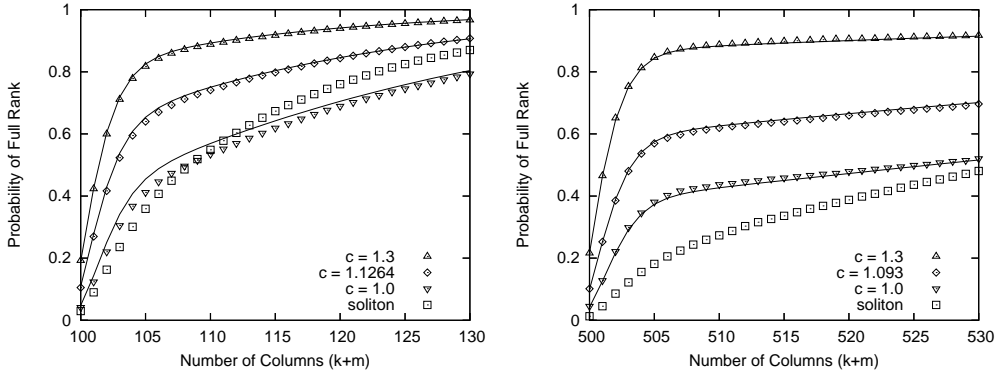 1
0.8
0.6
0.4
0.2
0
Probability of Full Rank
100 105 110 115 120 125 130
Number of Columns (k+m)
c = 1.3
c = 1.1264
c = 1.0
soliton
1
0.8
0.6
0.4
0.2
0
Probability of Full Rank
500 505 510 515 520 525 530
Number of Columns (k+m)
c = 1.3
c = 1.093
c = 1.0
soliton